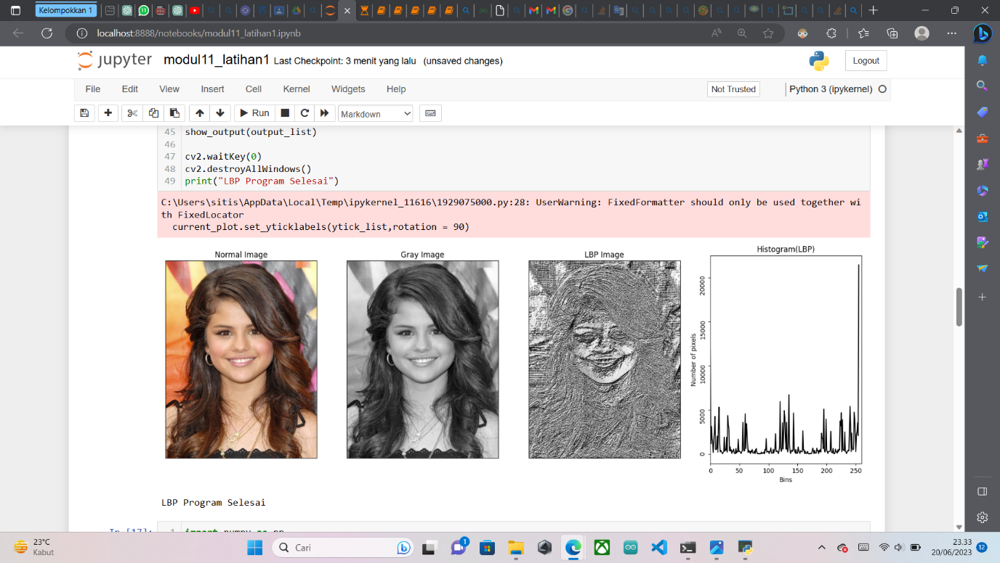 Kelompokkan 1
localhost:8888/notebooks/modul11_latihan1.ipynb
jupyter modul11_latihan1 Last Checkpoint: 3 menit yang lalu (unsaved changes)
Logout
File Edit View Insert Cell Kernel Widgets Help
Not Trusted
Python 3 (ipykernel)
Run
Markdown
45 show_output(output_list)
46
47 cv2.waitKey(0)
48 cv2.destroyAllWindows()
49 print("LBP Program Selesai")
C:\Users\sitis\AppData\Local\Temp\ipykernel_11616\1929075000.py:28: UserWarning: FixedFormatter should only be used together wi
th FixedLocator
current_plot.set_yticklabels(ytick_list,rotation = 90)
Normal Image
Gray Image
LBP Image
Histogram(LBP)
Number of pixels
20000
15000
10000
5000
0
0 50 100 150 200 250
Bins
LBP Program Selesai
In [17]: 1 import numpy as np
23°C
Kabut
Cari
1
23.33
20/06/2023
12